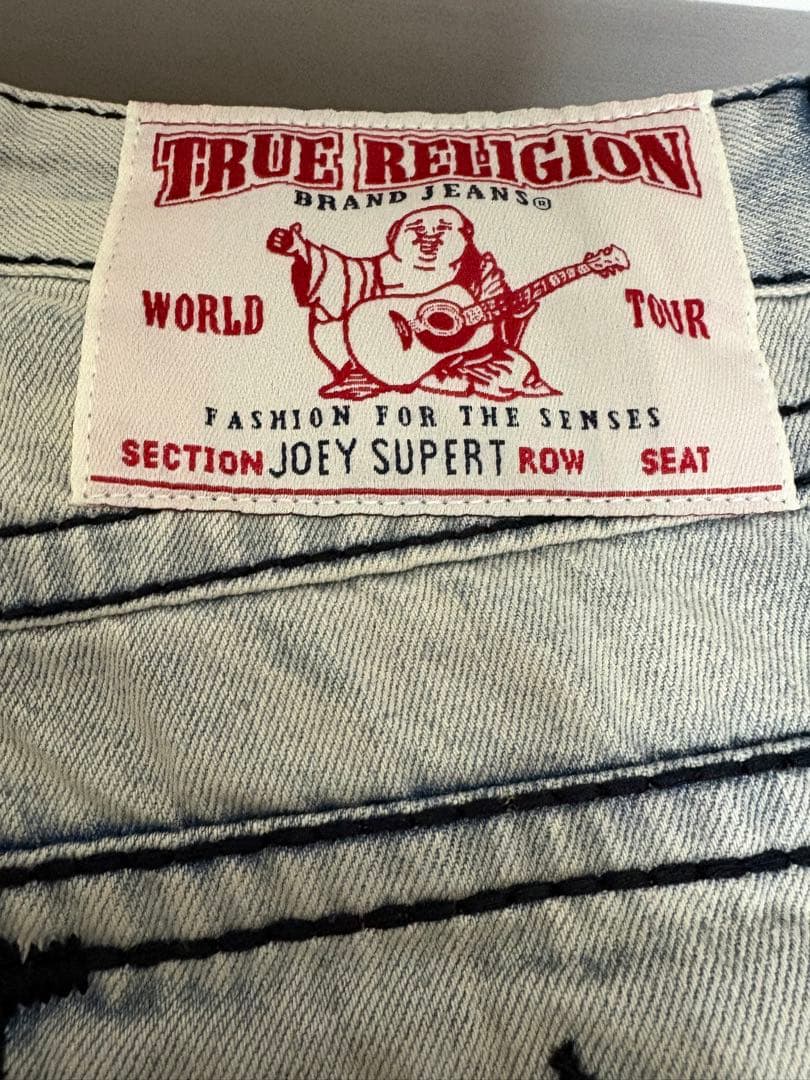 TRUE RELIGION
BRAND JEANS®
WORLD TOUR
FASHION FOR THE SENSES
SECTION JOEY SUPERT ROW SEAT